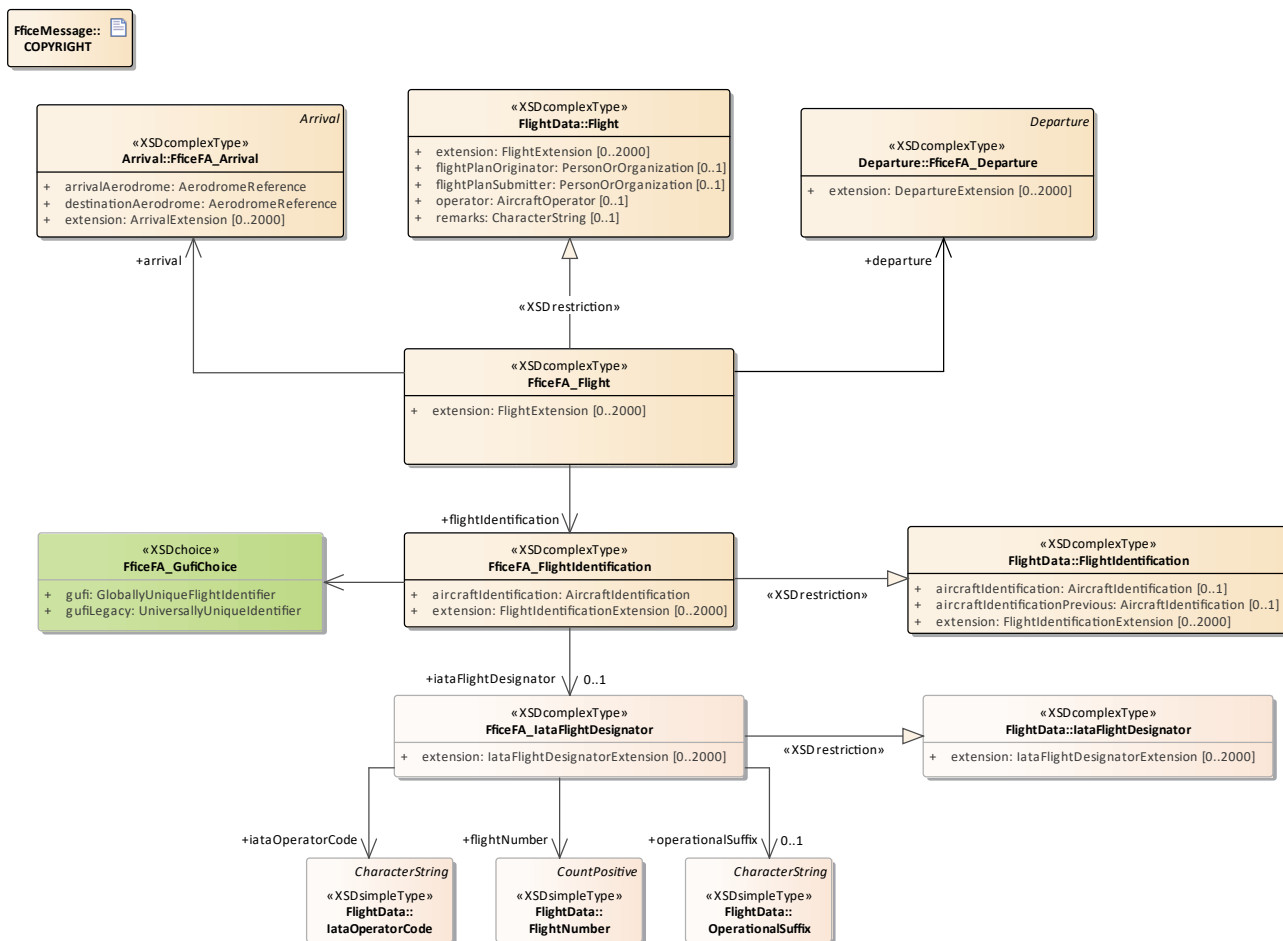 FficeMessage::
COPYRIGHT
Arrival
«XSDcomplexType»
Arrival::FficeFA_Arrival
+ arrivalAerodrome: AerodromeReference
+ destinationAerodrome: AerodromeReference
+ extension: ArrivalExtension [0..2000]
«XSDcomplexType»
FlightData::Flight
+ extension: FlightExtension [0..2000]
+ flightPlanOriginator: PersonOrOrganization [0..1]
+ flightPlanSubmitter: PersonOrOrganization [0..1]
+ operator: AircraftOperator [0..1]
+ remarks: CharacterString [0..1]
Departure
«XSDcomplexType»
Departure::FficeFA_Departure
+ extension: DepartureExtension [0..2000]
+arrival
+departure
«XSDrestriction»
«XSDcomplexType»
FficeFA_Flight
+ extension: FlightExtension [0..2000]
+flightIdentification
«XSDchoice»
FficeFA_GufiChoice
+ gufi: GloballyUniqueFlightIdentifier
+ gufiLegacy: UniversallyUniqueIdentifier
«XSDcomplexType»
FficeFA_FlightIdentification
+ aircraftIdentification: AircraftIdentification
+ extension: FlightIdentificationExtension [0..2000]
«XSDrestriction»
«XSDcomplexType»
FlightData::FlightIdentification
+ aircraftIdentification: AircraftIdentification [0..1]
+ aircraftIdentificationPrevious: AircraftIdentification [0..1]
+ extension: FlightIdentificationExtension [0..2000]
+iataFlightDesignator 0..1
«XSDcomplexType»
FficeFA_IataFlightDesignator
+ extension: IataFlightDesignatorExtension [0..2000]
«XSDrestriction»
«XSDcomplexType»
FlightData::IataFlightDesignator
+ extension: IataFlightDesignatorExtension [0..2000]
+iataOperatorCode
+flightNumber
+operationalSuffix 0..1
CharacterString
«XSDsimpleType»
FlightData::
IataOperatorCode
CountPositive
«XSDsimpleType»
FlightData::
FlightNumber
CharacterString
«XSDsimpleType»
FlightData::
OperationalSuffix